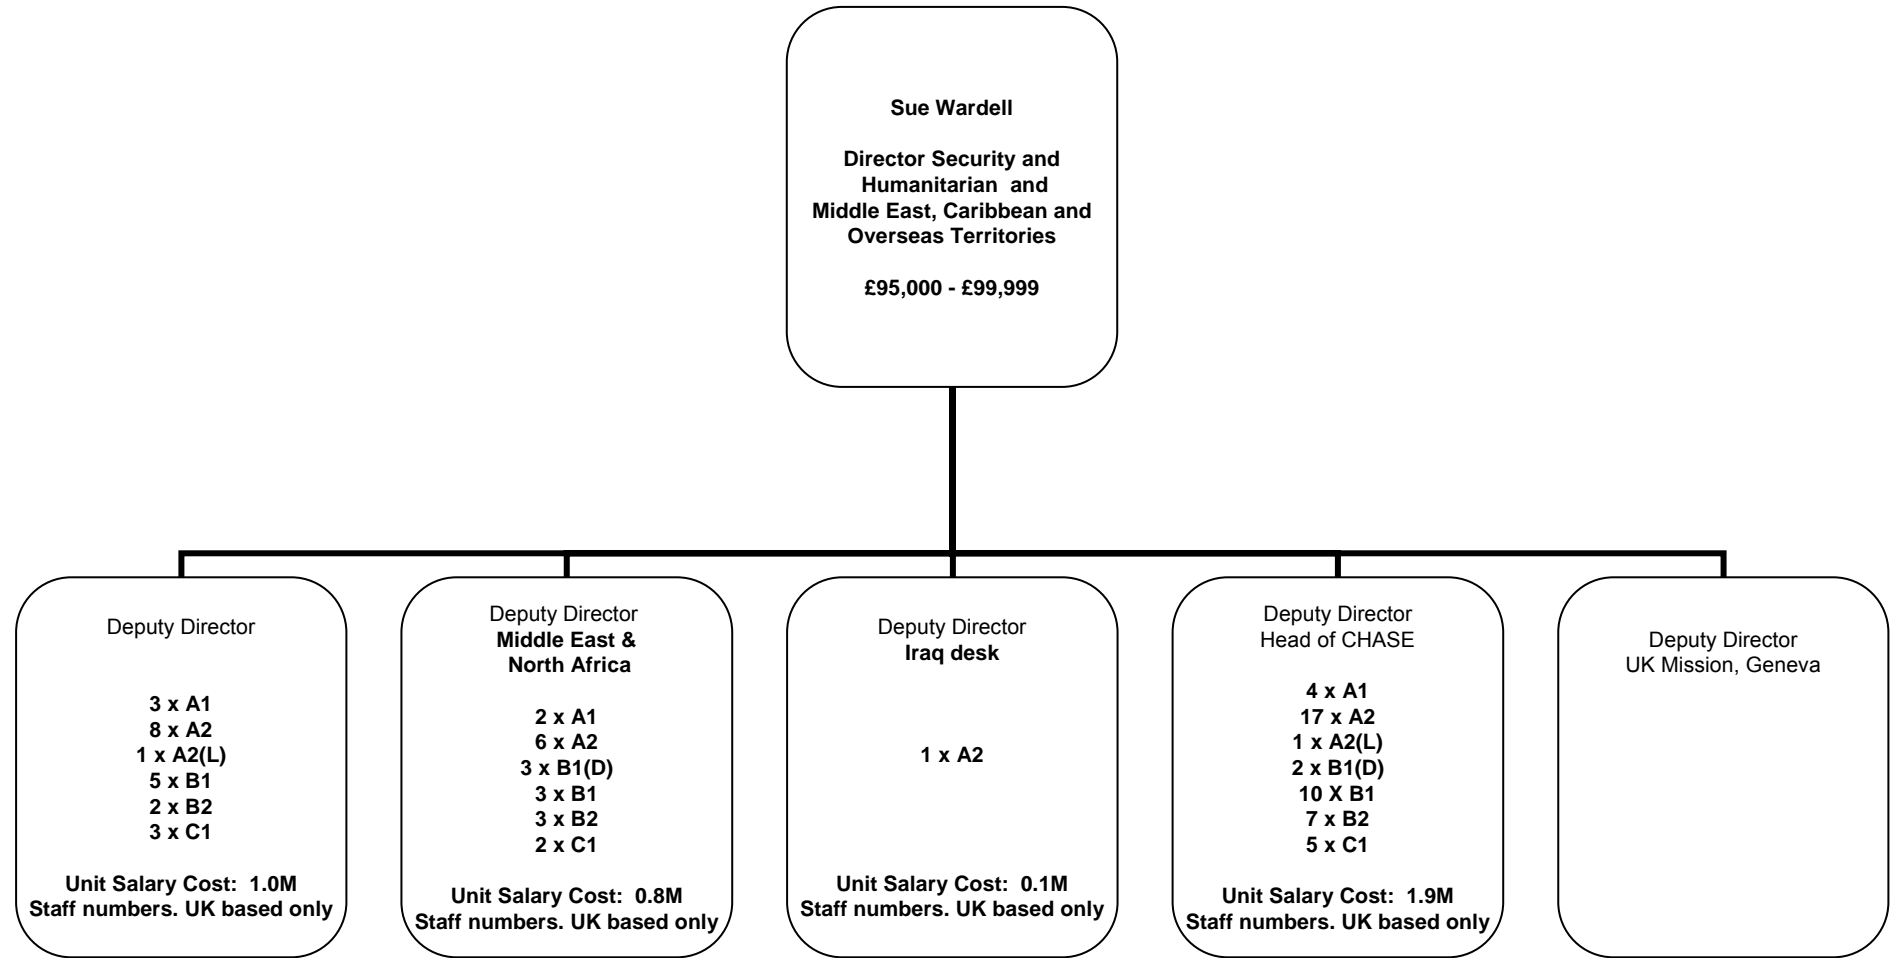 Sue Wardell
Director Security and
Humanitarian and
Middle East, Caribbean and
Overseas Territories
£95,000 - £99,999
Deputy Director
3 x A1
8 x A2
1 x A2(L)
5 x B1
2 x B2
3 x C1
Unit Salary Cost: 1.0M
Staff numbers. UK based only
Deputy Director
Middle East &
North Africa
2 x A1
6 x A2
3 x B1(D)
3 x B1
3 x B2
2 x C1
Unit Salary Cost: 0.8M
Staff numbers. UK based only
Deputy Director
Iraq desk
1 x A2
Unit Salary Cost: 0.1M
Staff numbers. UK based only
Deputy Director
Head of CHASE
4 x A1
17 x A2
1 x A2(L)
2 x B1(D)
10 X B1
7 x B2
5 x C1
Unit Salary Cost: 1.9M
Staff numbers. UK based only
Deputy Director
UK Mission, Geneva